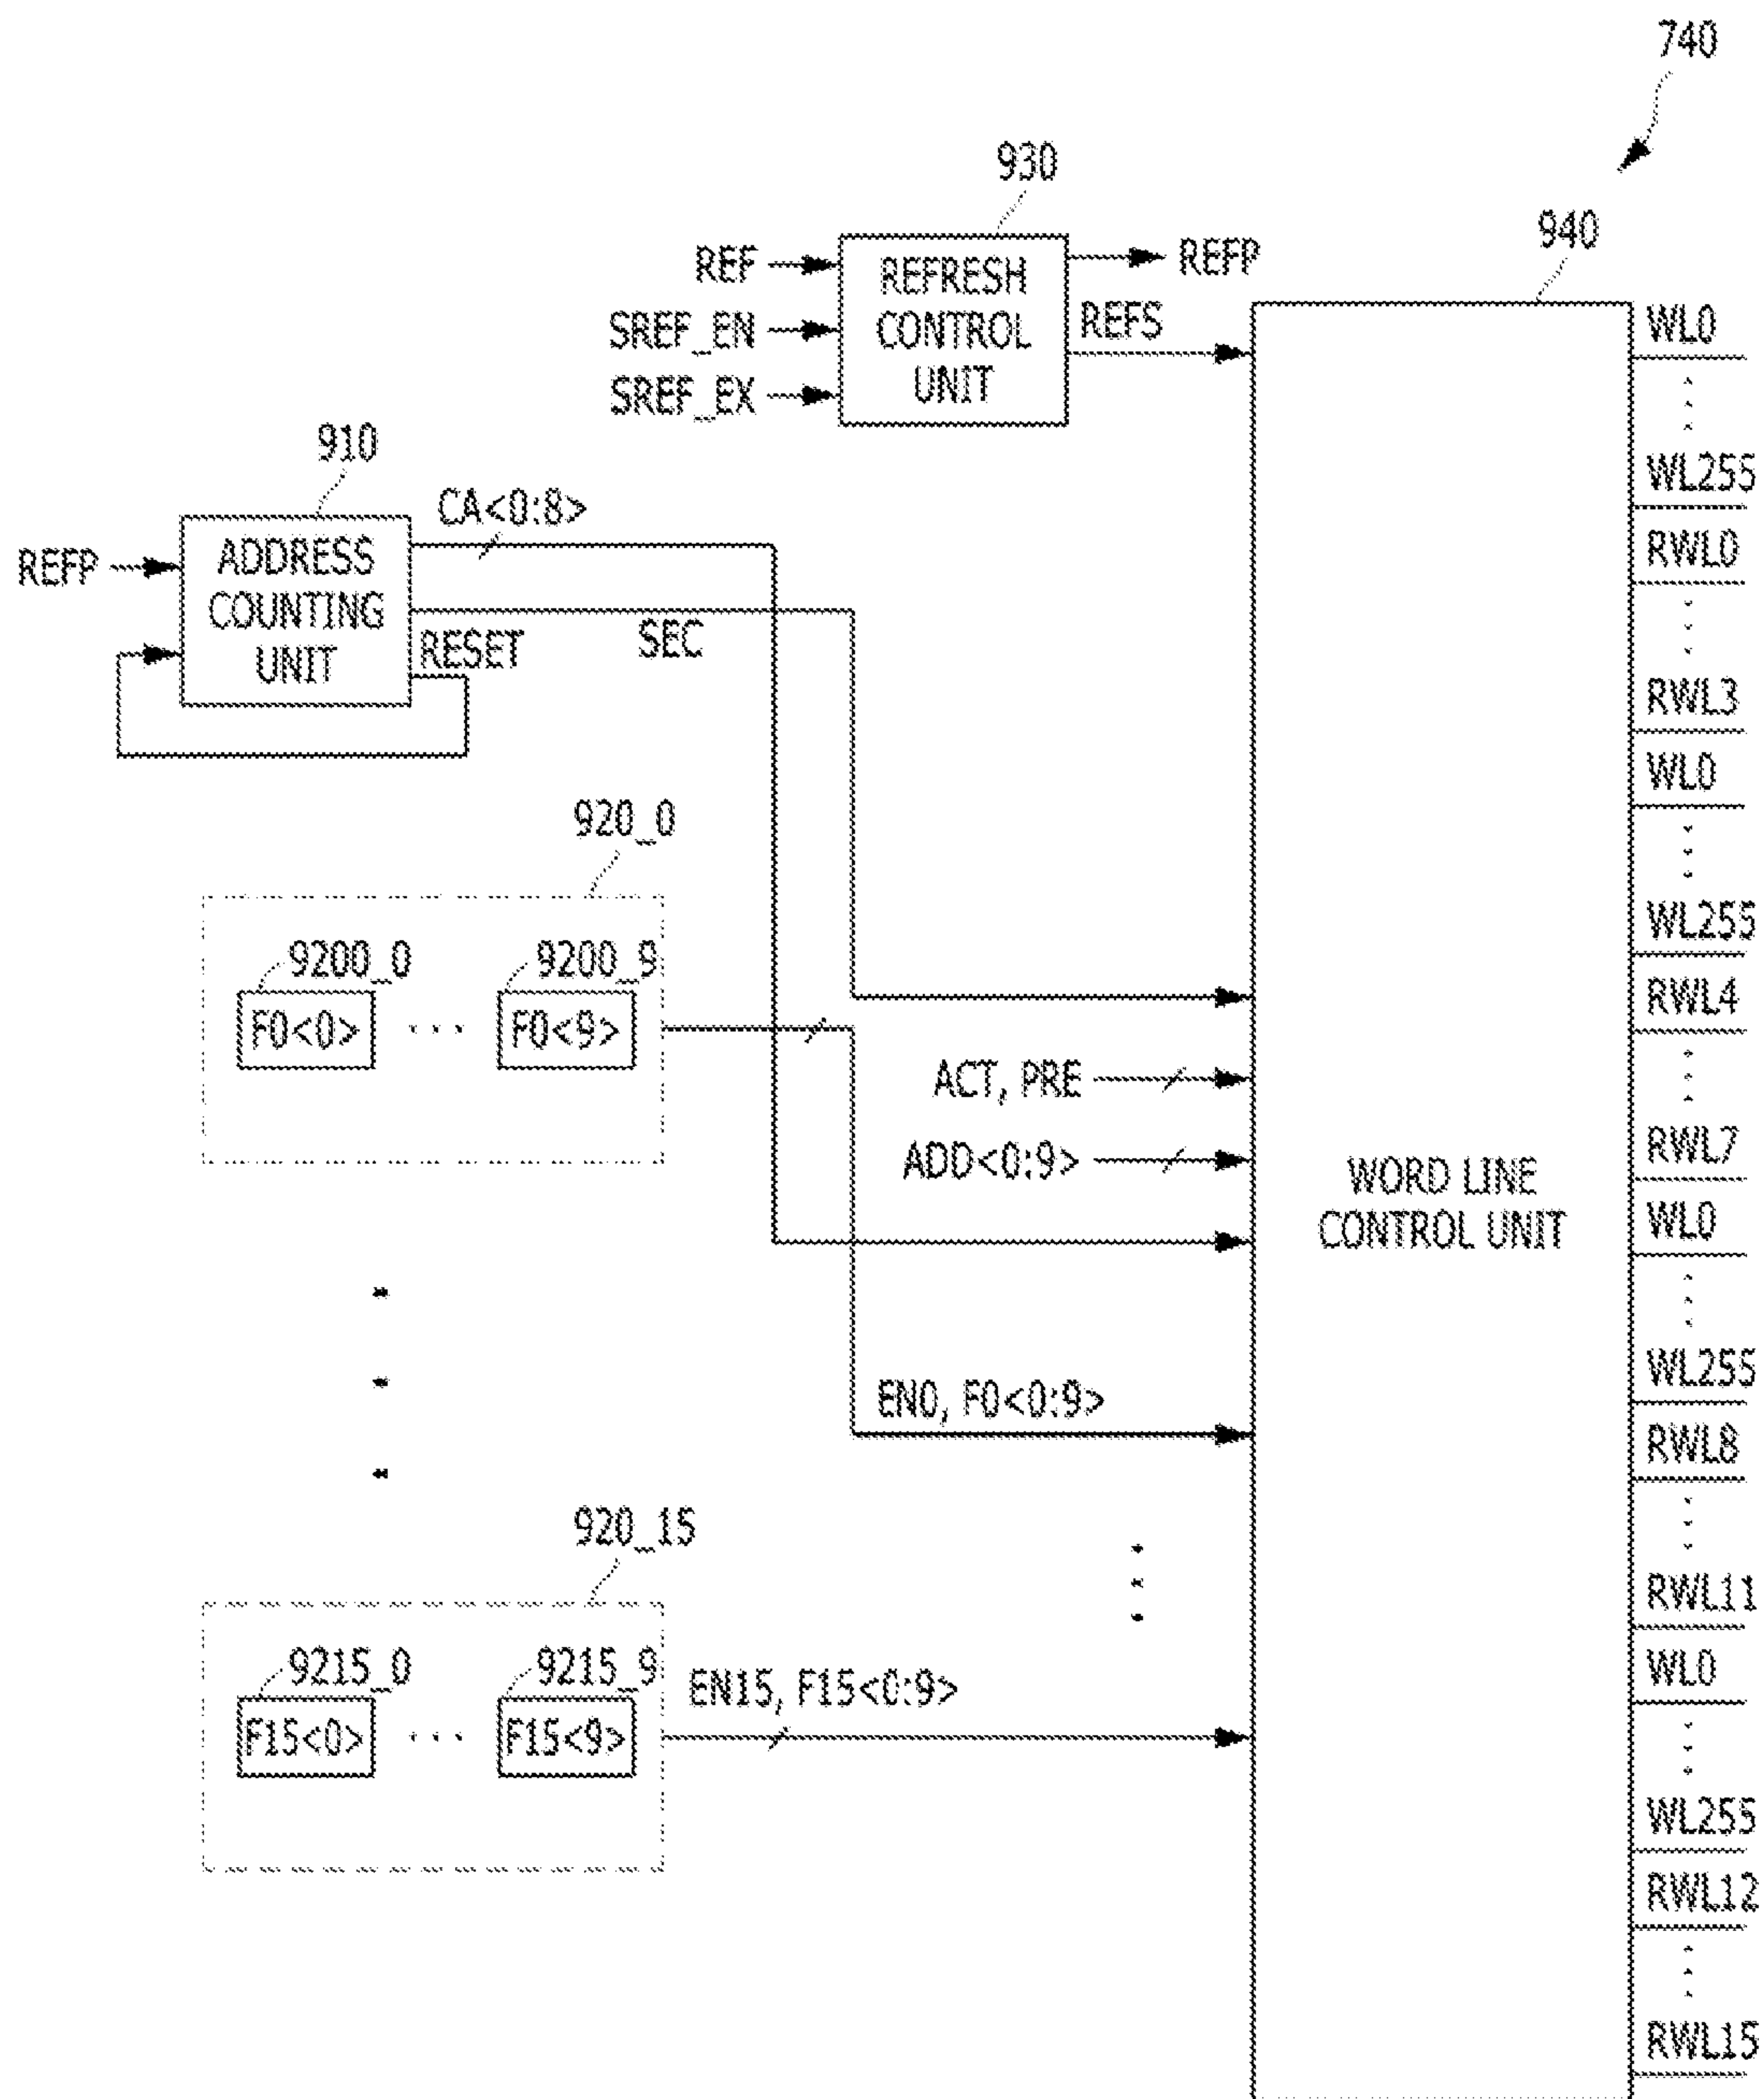 740
930
940
REF
SREF_EN
SREF_EX
REFRESH
CONTROL
UNIT
REFP
REFS
910
REFP
ADDRESS
COUNTING
UNIT
CA<0:8>
SEC
RESET
920_0
9200_0
9200_9
F0<0>
...
F0<9>
ACT, PRE
ADD<0:9>
EN0, F0<0:9>
920_15
9215_0
9215_9
F15<0>
...
F15<9>
EN15, F15<0:9>
WORD LINE
CONTROL UNIT
WL0
WL255
RWL0
RWL3
WL0
WL255
RWL4
RWL7
WL0
WL255
RWL8
RWL11
WL0
WL255
RWL12
RWL15